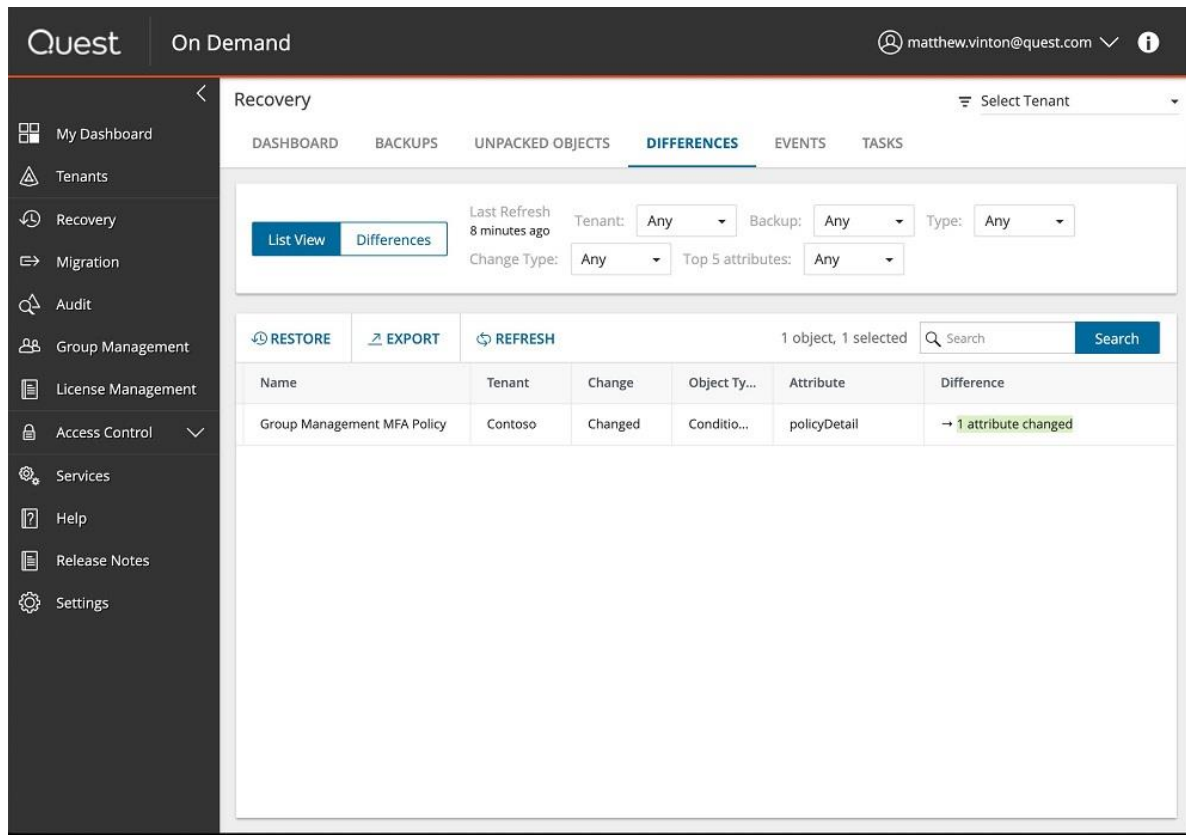 Quest On Demand matthew.vinton@quest.com
My Dashboard
Tenants
Recovery
Migration
Audit
Group Management
License Management
Access Control
Services
Help
Release Notes
Settings
Recovery Select Tenant
DASHBOARD BACKUPS UNPACKED OBJECTS DIFFERENCES EVENTS TASKS
List View Differences
Last Refresh
8 minutes ago
Tenant: Any Backup: Any Type: Any
Change Type: Any Top 5 attributes: Any
RESTORE EXPORT REFRESH 1 object, 1 selected Search Search
Name Tenant Change Object Ty... Attribute Difference
Group Management MFA Policy Contoso Changed Conditio... policyDetail → 1 attribute changed